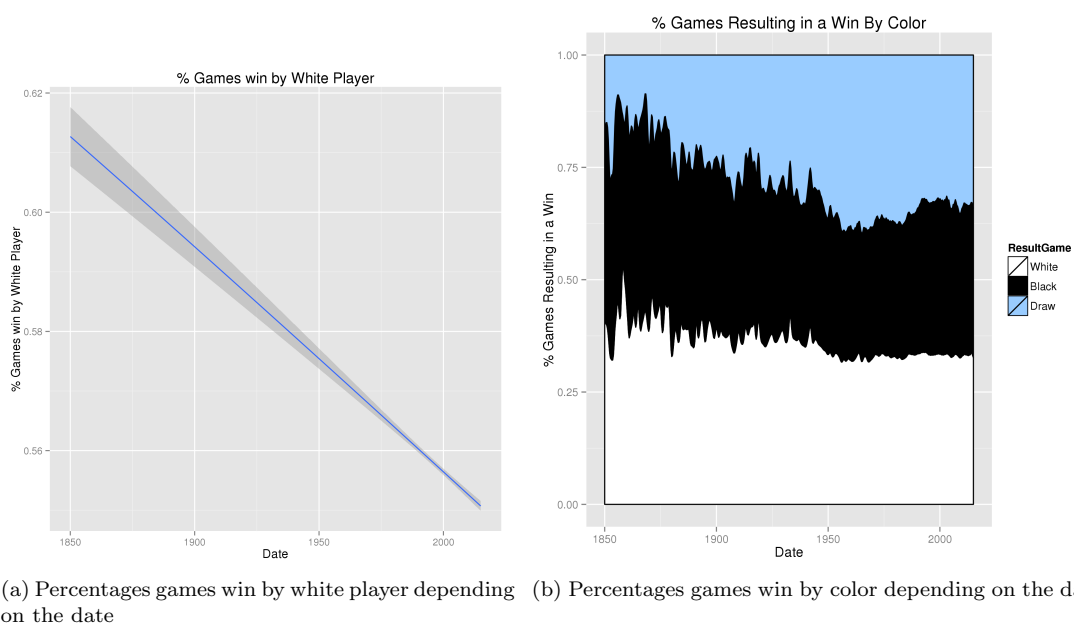 % Games win by White Player
% Games win by White Player
0.62
0.60
0.58
0.56
1850
1900
1950
2000
Date
(a) Percentages games win by white player depending
on the date
% Games Resulting in a Win By Color
% Games Resulting in a Win
1.00
0.75
0.50
0.25
0.00
1850
1900
1950
2000
Date
ResultGame
White
Black
Draw
(b) Percentages games win by color depending on the d